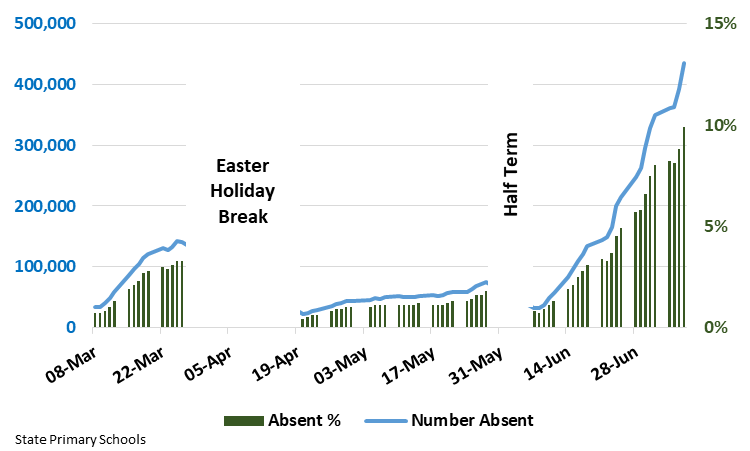 500,000 15%
400,000
10%
300,000
Easter
Holiday
Break
Half Term
200,000
5%
100,000
0 0%
08-Mar 22-Mar 05-Apr 19-Apr 03-May 17-May 31-May 14-Jun 28-Jun
Absent % Number Absent
State Primary Schools